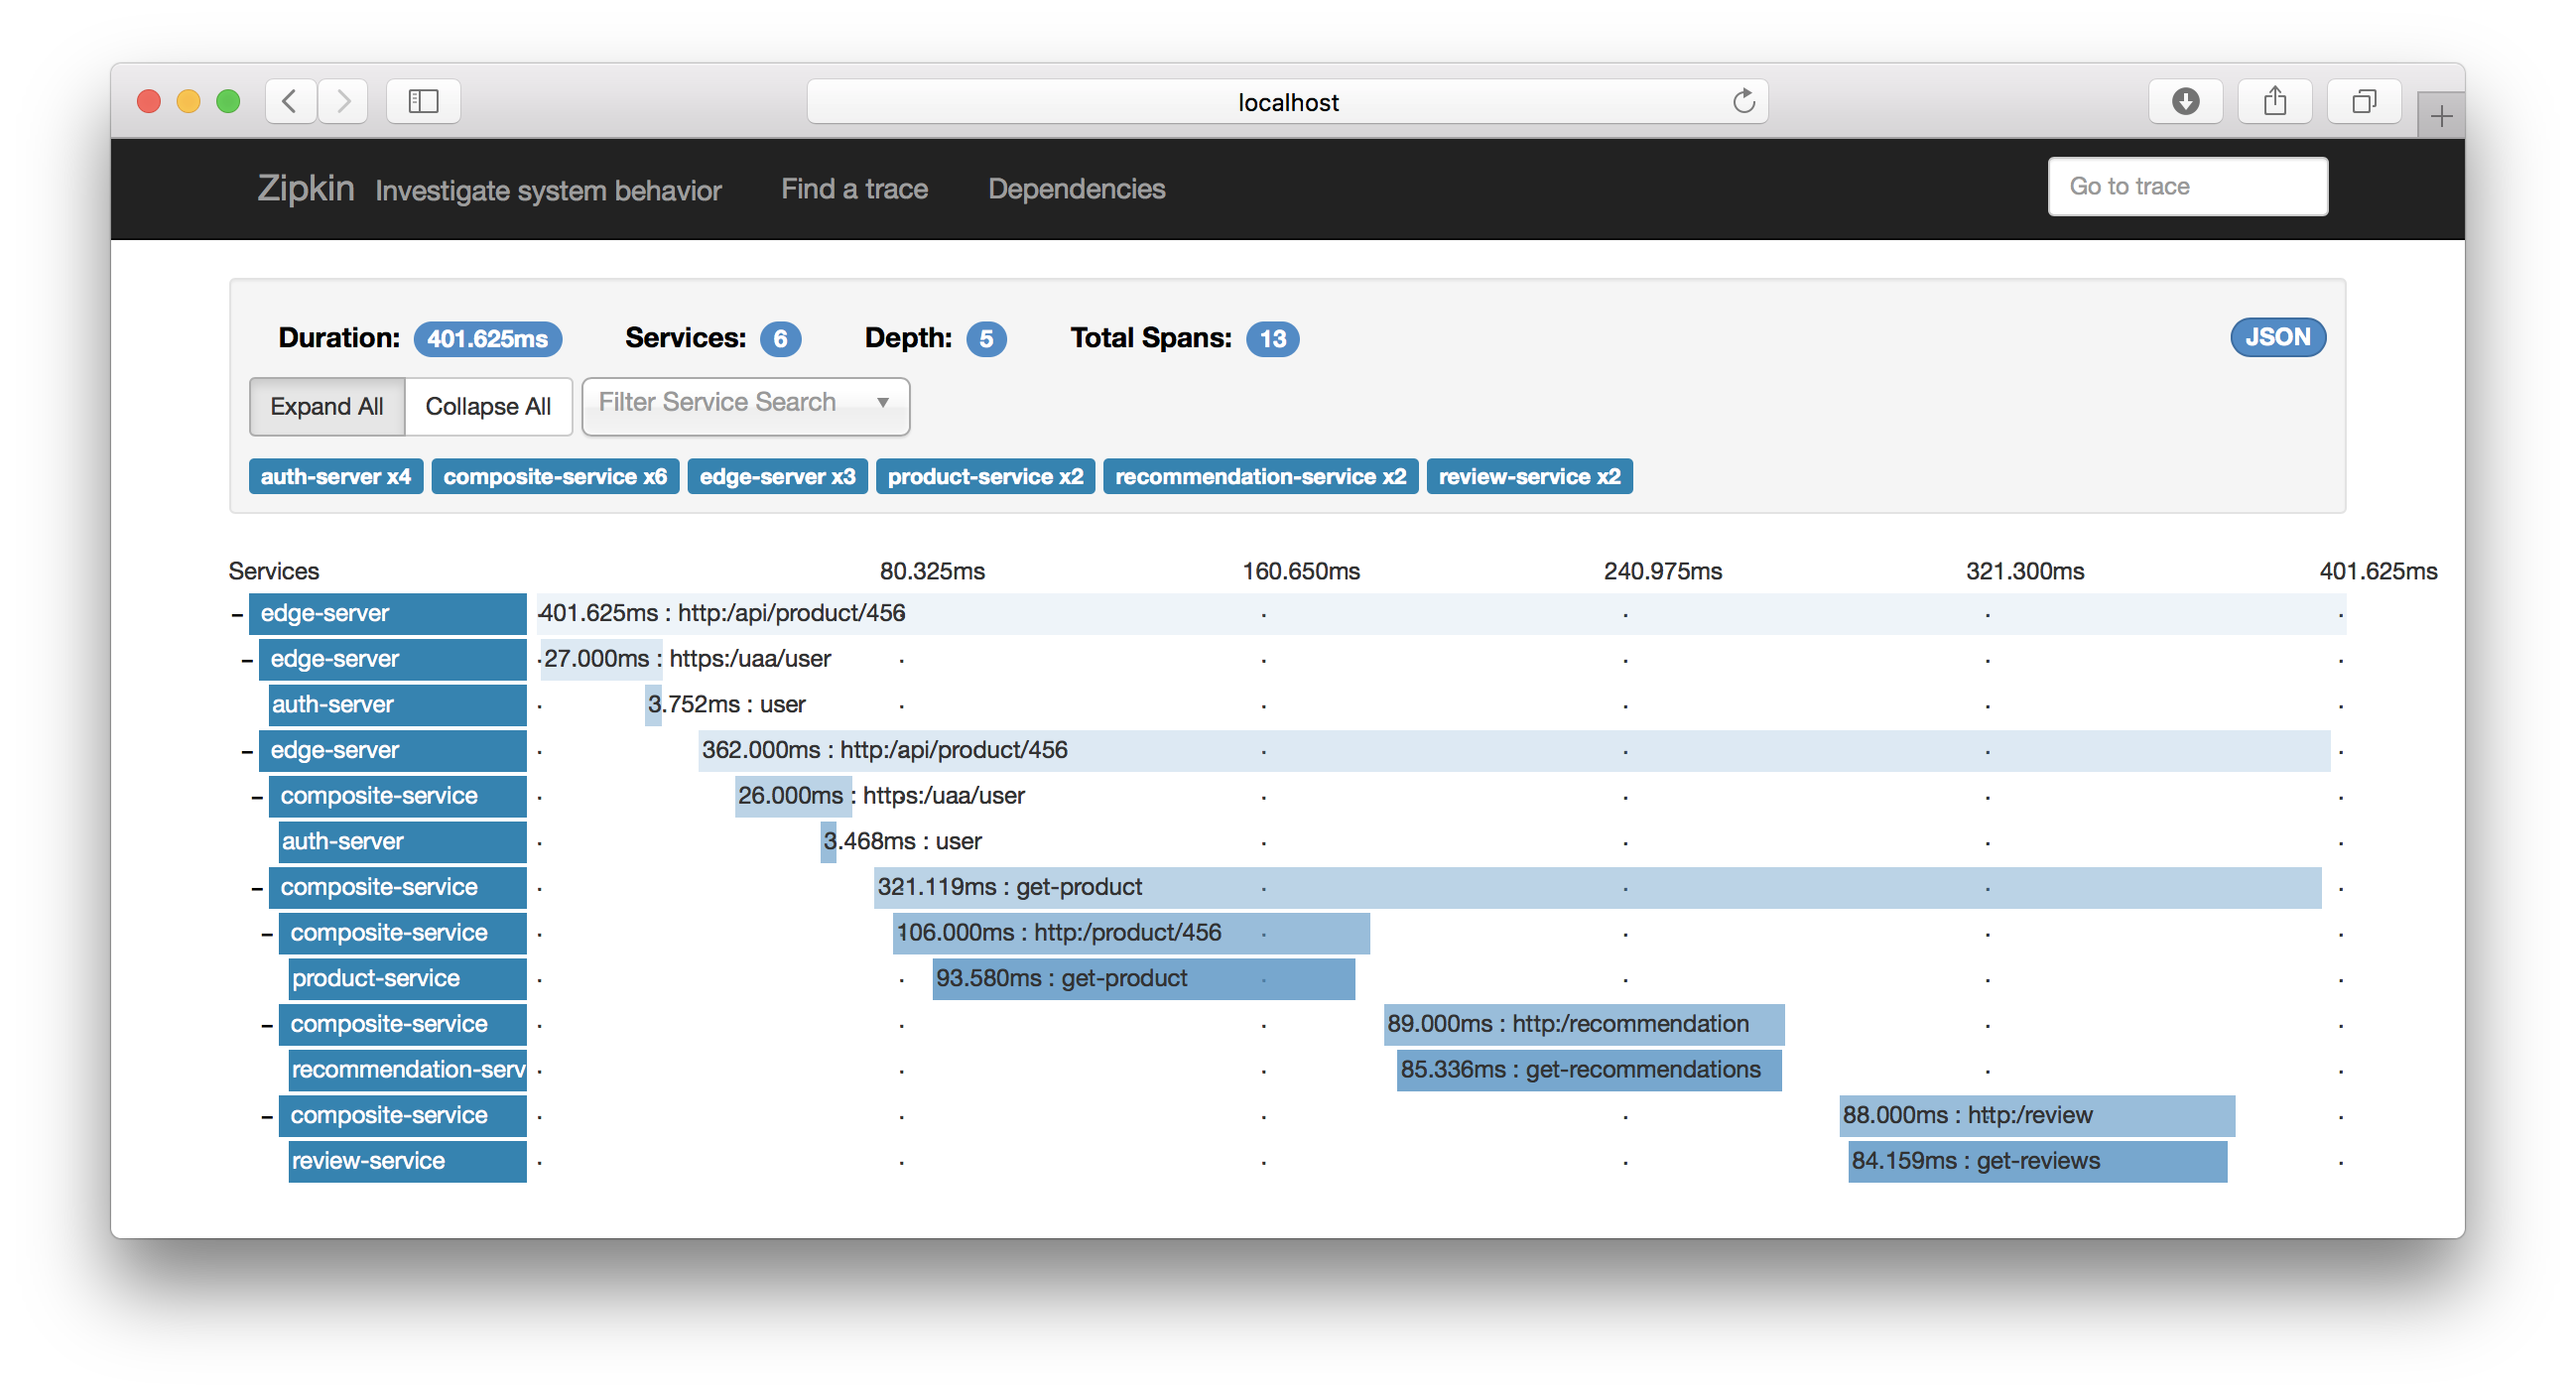 localhost
Zipkin Investigate system behavior Find a trace Dependencies Go to trace
Duration: 401.625ms Services: 6 Depth: 5 Total Spans: 13 JSON
Expand All Collapse All Filter Service Search
auth-server x4 composite-service x6 edge-server x3 product-service x2 recommendation-service x2 review-service x2
Services 80.325ms 160.650ms 240.975ms 321.300ms 401.625ms
edge-server 401.625ms : http:/api/product/456
edge-server 27.000ms : https:/uaa/user
auth-server 3.752ms : user
edge-server 362.000ms : http:/api/product/456
composite-service 26.000ms : https:/uaa/user
auth-server 3.468ms : user
composite-service 321.119ms : get-product
composite-service 106.000ms : http:/product/456
product-service 93.580ms : get-product
composite-service 89.000ms : http:/recommendation
recommendation-serv 85.336ms : get-recommendations
composite-service 88.000ms : http:/review
review-service 84.159ms : get-reviews